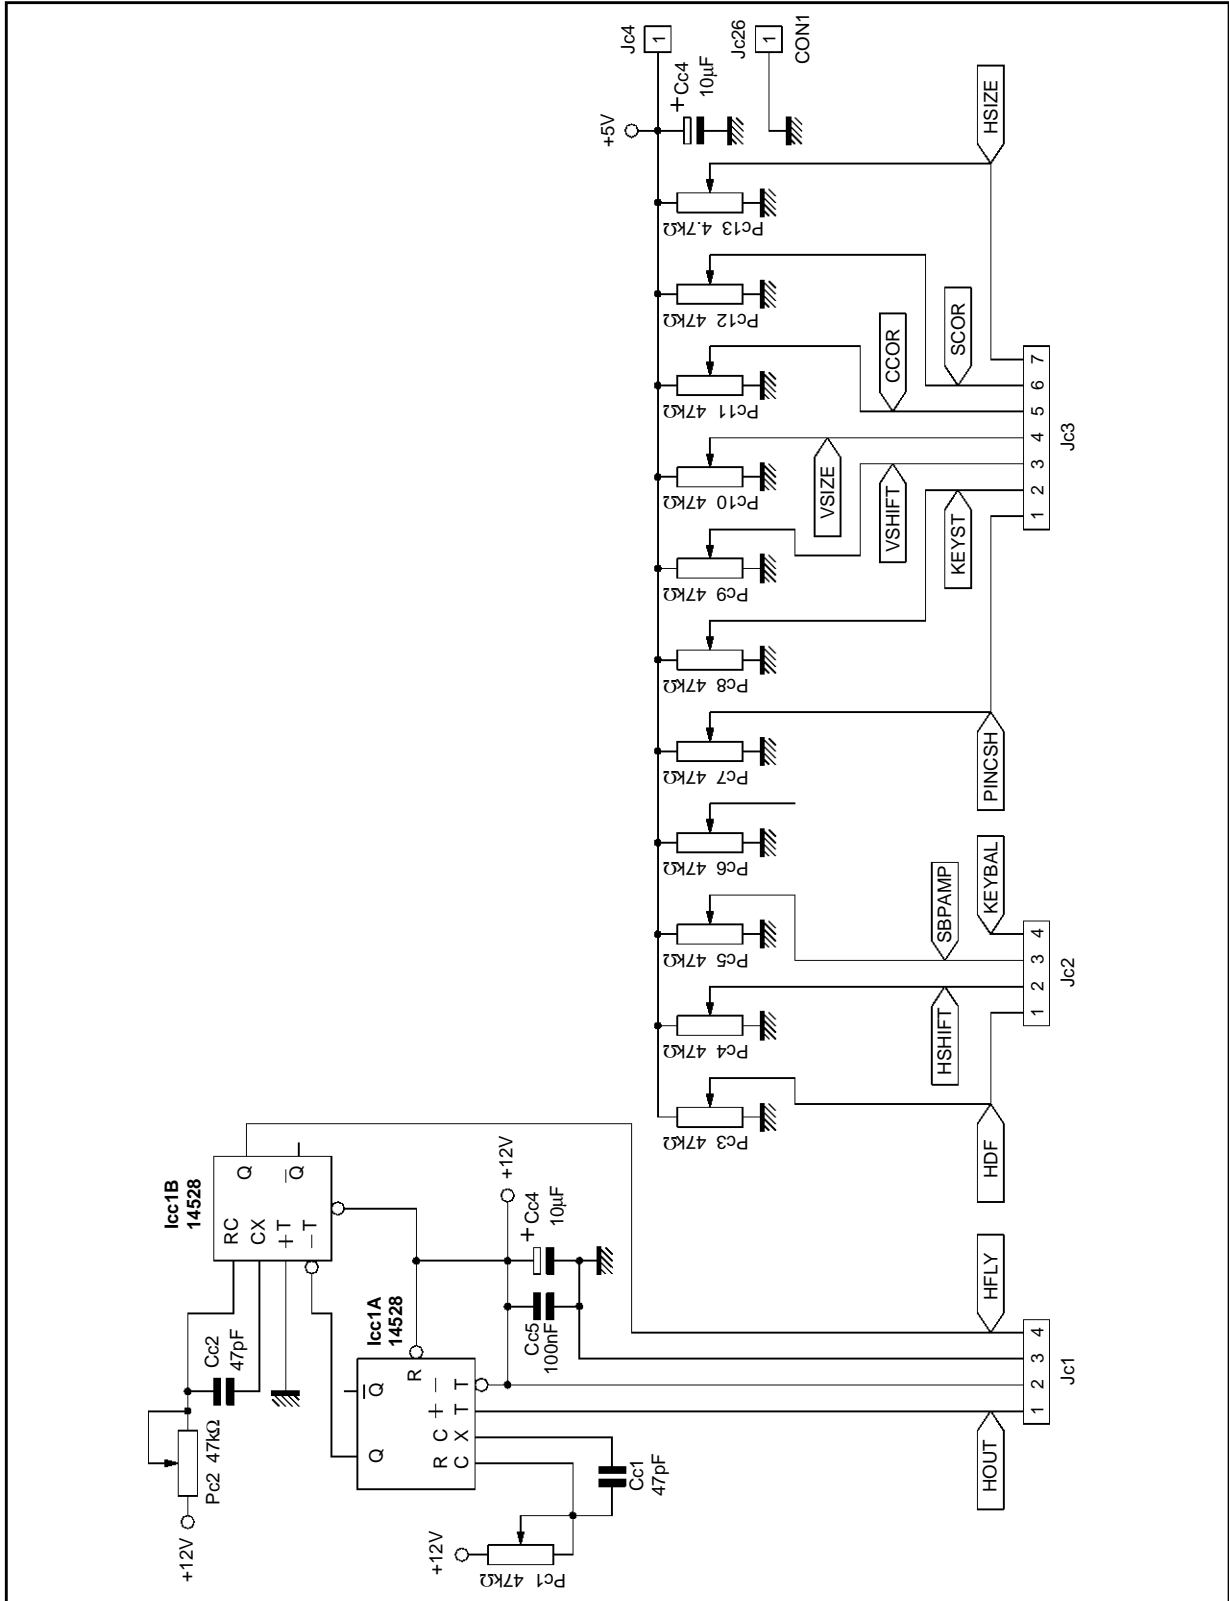 Jc4
1
+5V
+
Cc4
10µF
Jc26
1
CON1
HSIZE
Pc13 4.7kΩ
Pc12 47kΩ
Pc11 47kΩ
Pc10 47kΩ
Pc9 47kΩ
Pc8 47kΩ
Pc7 47kΩ
Pc6 47kΩ
Pc5 47kΩ
Pc4 47kΩ
Pc3 47kΩ
CCOR
SCOR
VSIZE
VSHIFT
KEYST
PINCSH
1 2 3 4 5 6 7
Jc3
SBPAMP
KEYBAL
HSHIFT
HDF
1 2 3 4
Jc2
Icc1B
14528
RC
CX
+T
–T
Q
Q
Cc2
47pF
Pc2 47kΩ
+12V
Icc1A
14528
Q
Q
R
R C
C X
+ T
– T
+12V
+
Cc4
10µF
Cc5
100nF
Cc1
47pF
+12V
Pc1 47kΩ
HFLY
HOUT
1 2 3 4
Jc1